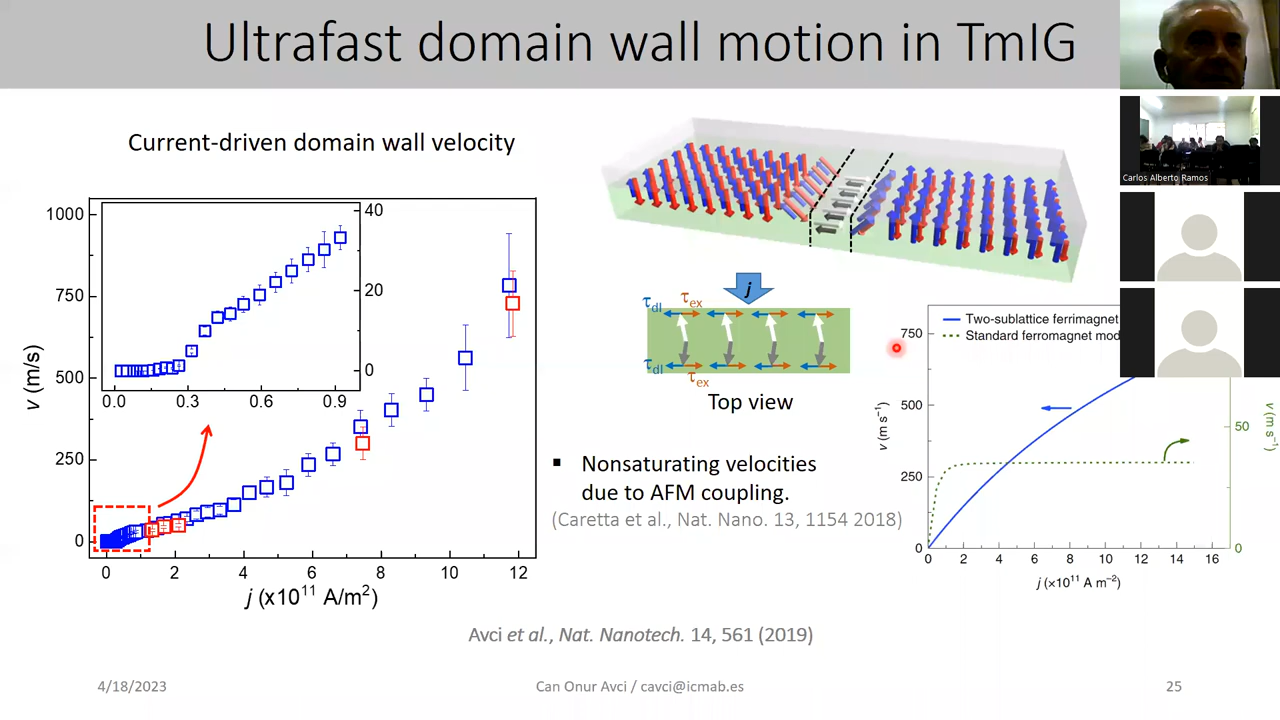 Ultrafast domain wall motion in TmIG
Carlos Alberto Ramos
Current-driven domain wall velocity
1000
750
500
250
0
v (m/s)
40
20
0
0.0 0.3 0.6 0.9
0 2 4 6 8 10 12
j (x10¹¹ A/m²)
j
τdl τex
τdl τex
Top view
▪ Nonsaturating velocities
due to AFM coupling.
(Caretta et al., Nat. Nano. 13, 1154 2018)
Two-sublattice ferrimagnet
Standard ferromagnet mod
750
500
250
0
v (m s⁻¹)
50
0
v (m s⁻¹)
0 2 4 6 8 10 12 14 16
j (×10¹¹ A m⁻²)
Avci et al., Nat. Nanotech. 14, 561 (2019)
4/18/2023
Can Onur Avci / cavci@icmab.es
25